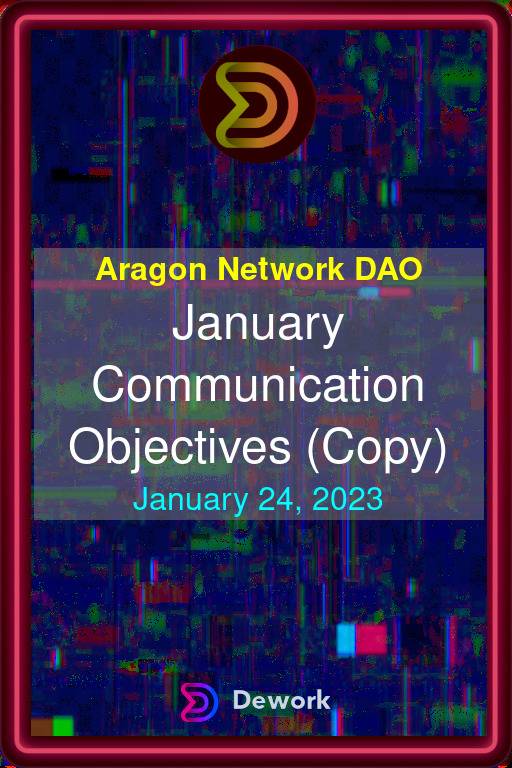 Aragon Network DAO
January
Communication
Objectives (Copy)
January 24, 2023
Dework